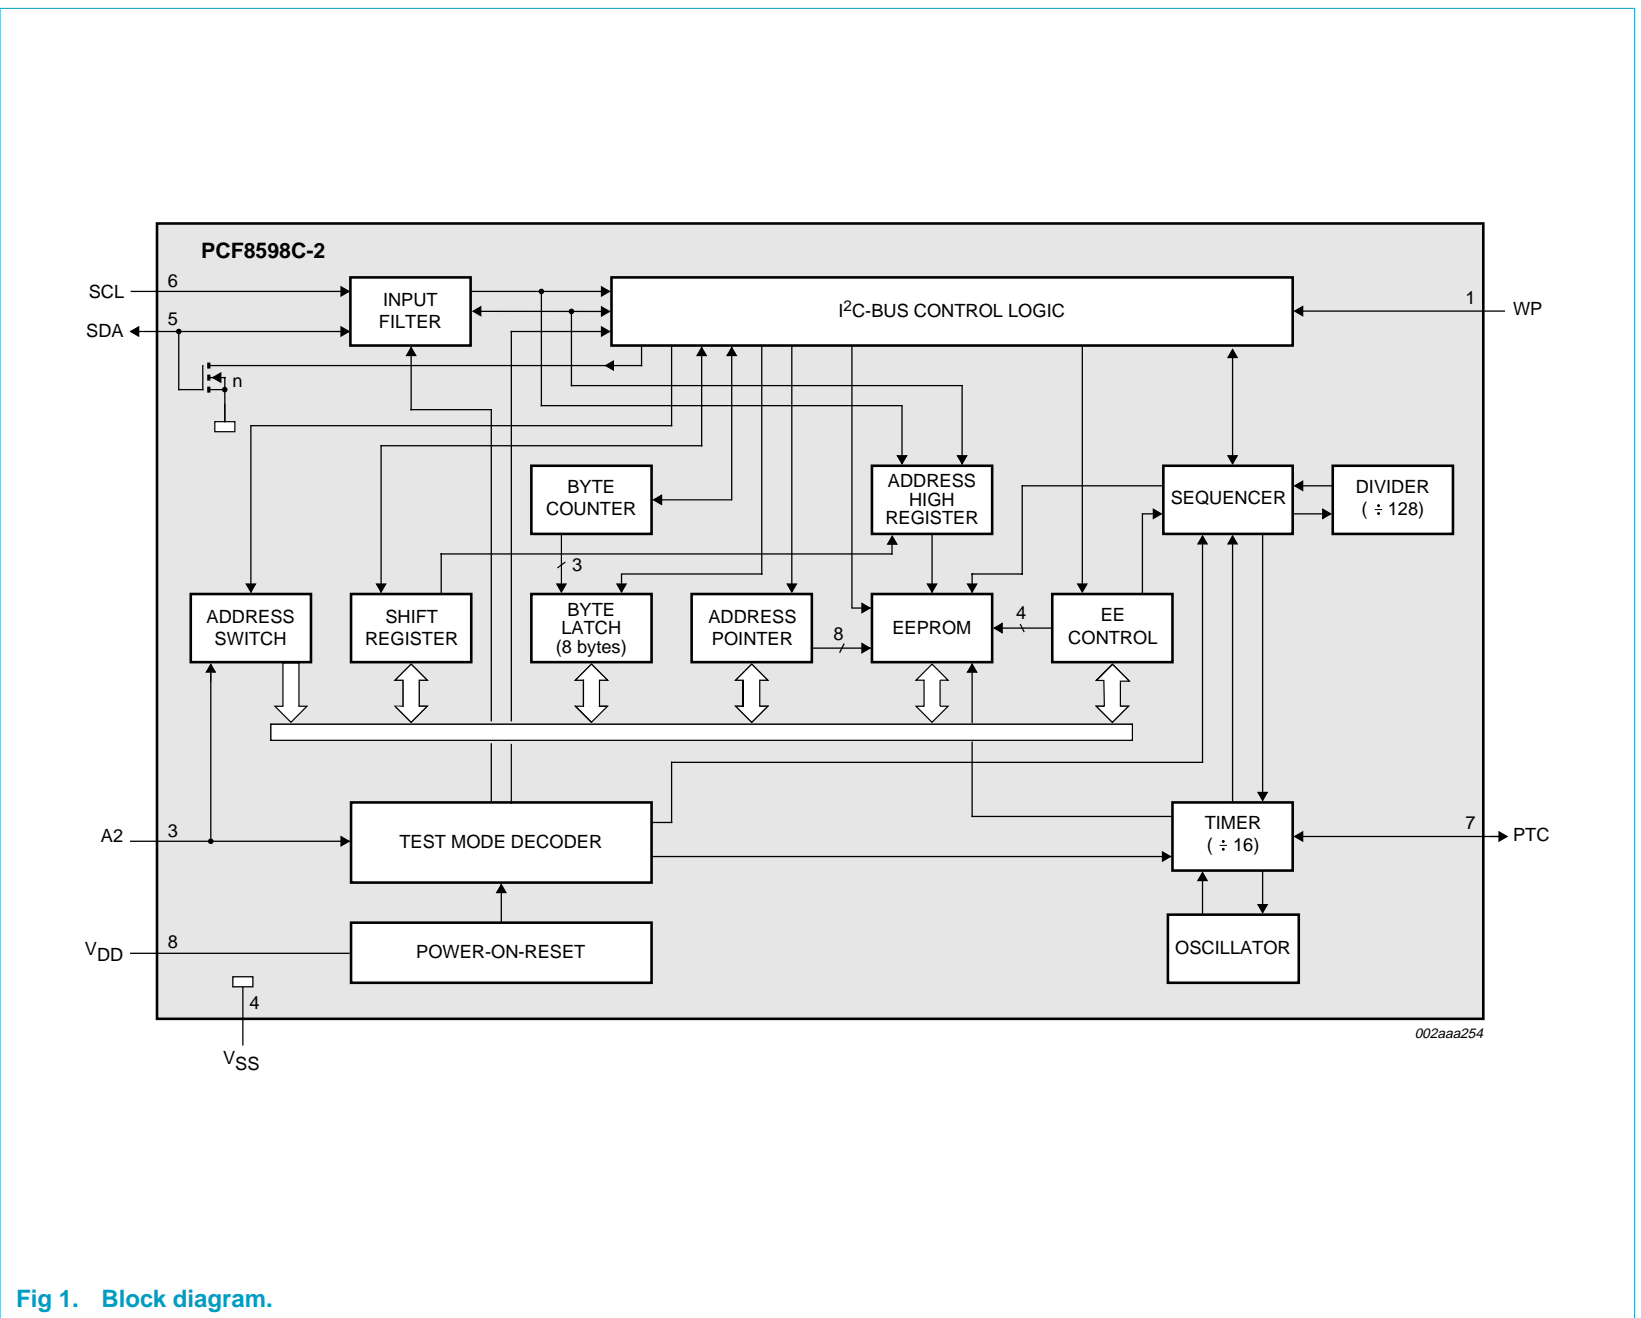 PCF8598C-2
SCL
6
SDA
5
INPUT
FILTER
I²C-BUS CONTROL LOGIC
1
WP
n
BYTE
COUNTER
3
ADDRESS
HIGH
REGISTER
SEQUENCER
DIVIDER
( ÷ 128)
ADDRESS
SWITCH
SHIFT
REGISTER
BYTE
LATCH
(8 bytes)
ADDRESS
POINTER
8
EEPROM
4
EE
CONTROL
A2
3
TEST MODE DECODER
TIMER
( ÷ 16)
7
PTC
VDD
8
POWER-ON-RESET
OSCILLATOR
4
VSS
002aaa254
Fig 1. Block diagram.